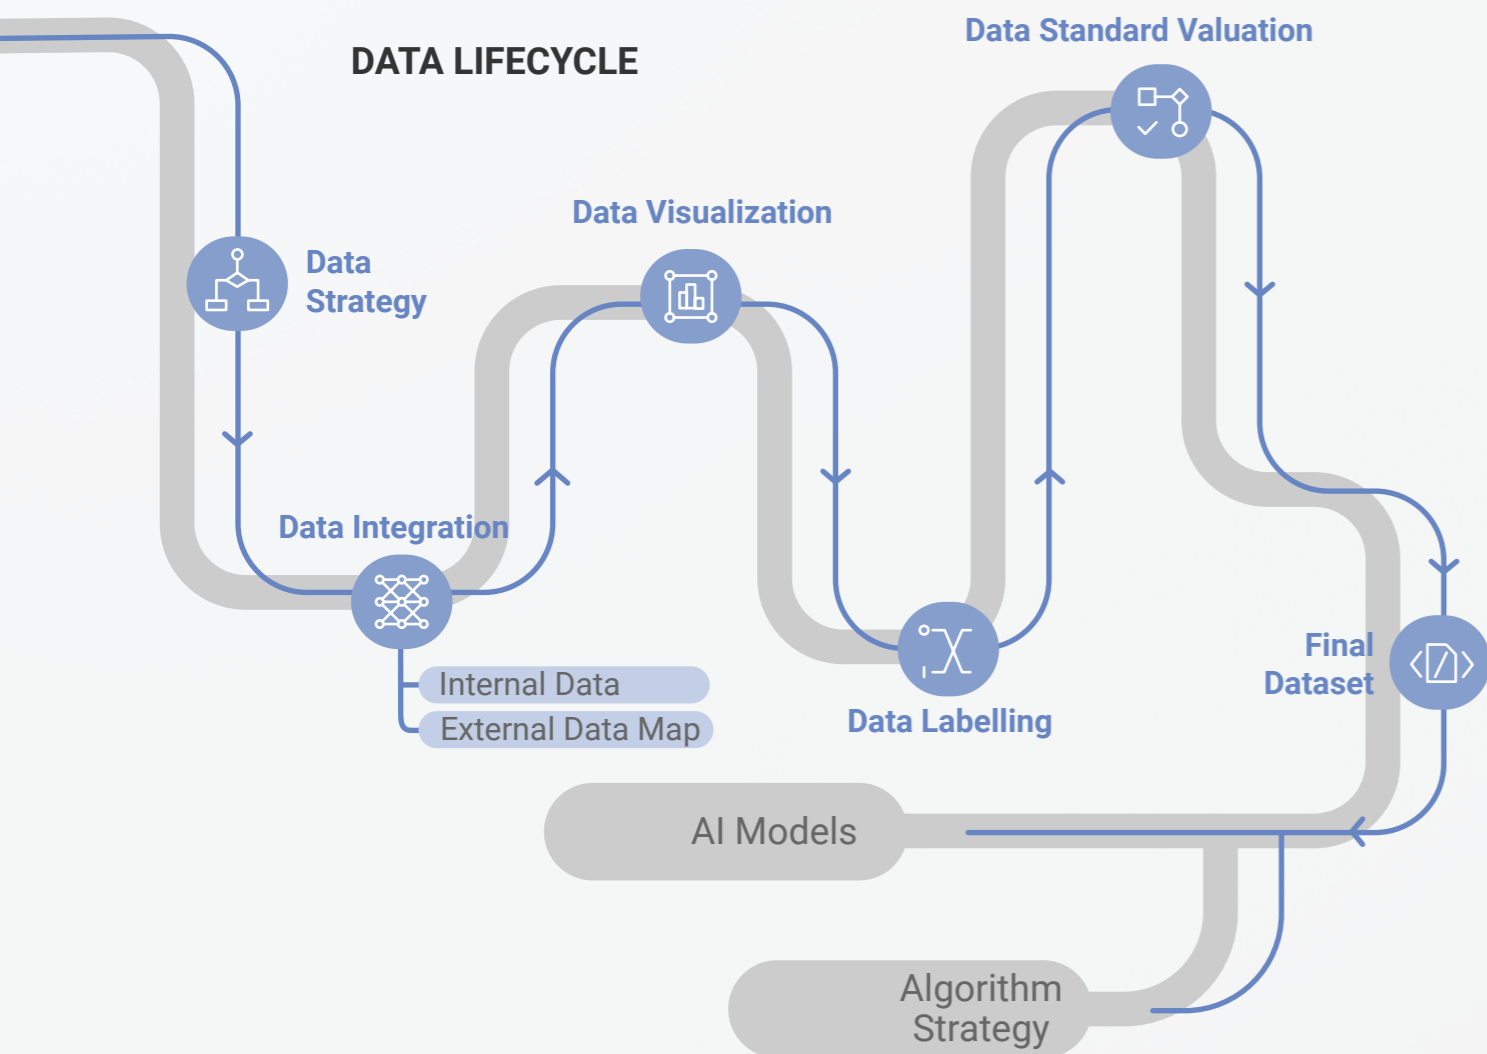 DATA LIFECYCLE
Data Standard Valuation
Data Visualization
Data
Strategy
Data Integration
Internal Data
External Data Map
Data Labelling
Final
Dataset
AI Models
Algorithm
Strategy